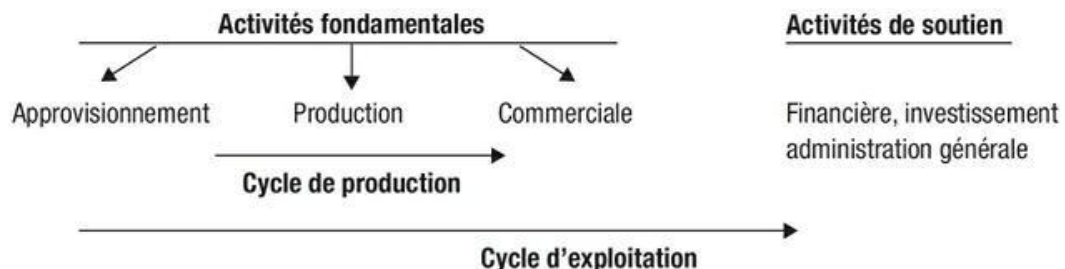 Activités fondamentales
Activités de soutien
Approvisionnement
Production
Commerciale
Financière, investissement
administration générale
Cycle de production
Cycle d'exploitation